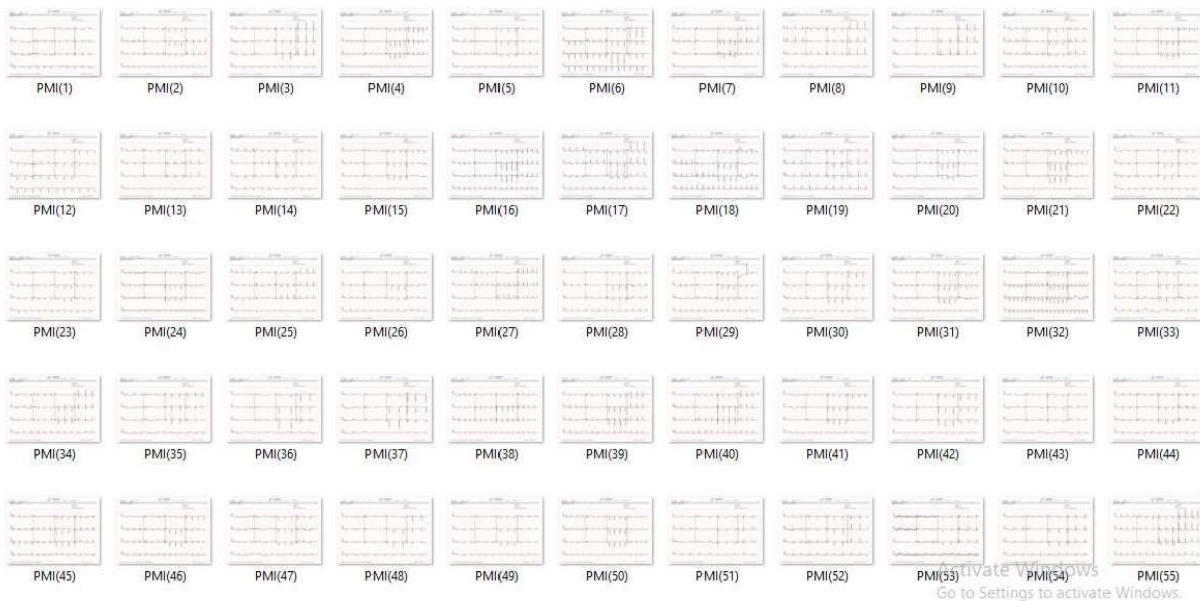 PMI(1) PMI(2) PMI(3) PMI(4) PMI(5) PMI(6) PMI(7) PMI(8) PMI(9) PMI(10) PMI(11)
PMI(12) PMI(13) PMI(14) PMI(15) PMI(16) PMI(17) PMI(18) PMI(19) PMI(20) PMI(21) PMI(22)
PMI(23) PMI(24) PMI(25) PMI(26) PMI(27) PMI(28) PMI(29) PMI(30) PMI(31) PMI(32) PMI(33)
PMI(34) PMI(35) PMI(36) PMI(37) PMI(38) PMI(39) PMI(40) PMI(41) PMI(42) PMI(43) PMI(44)
PMI(45) PMI(46) PMI(47) PMI(48) PMI(49) PMI(50) PMI(51) PMI(52) PMI(53) PMI(54) PMI(55)
Activate Windows
Go to Settings to activate Windows.